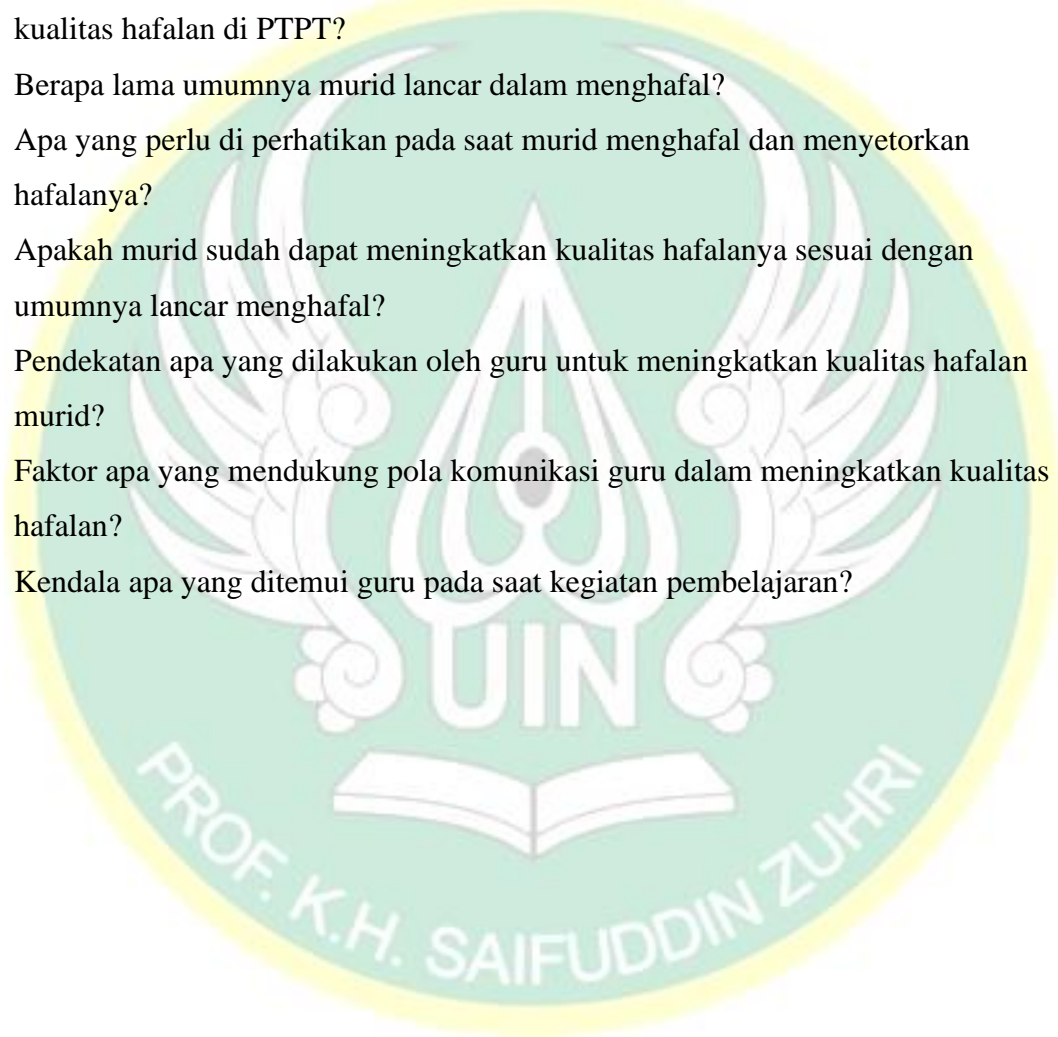 kualitas hafalan di PTPT?
Berapa lama umumnya murid lancar dalam menghafal?
Apa yang perlu di perhatikan pada saat murid menghafal dan menyetorkan
hafalanya?
Apakah murid sudah dapat meningkatkan kualitas hafalanya sesuai dengan
umumnya lancar menghafal?
Pendekatan apa yang dilakukan oleh guru untuk meningkatkan kualitas hafalan
murid?
Faktor apa yang mendukung pola komunikasi guru dalam meningkatkan kualitas
hafalan?
Kendala apa yang ditemui guru pada saat kegiatan pembelajaran?
UIN
PROF. K.H. SAIFUDDIN ZUHRI